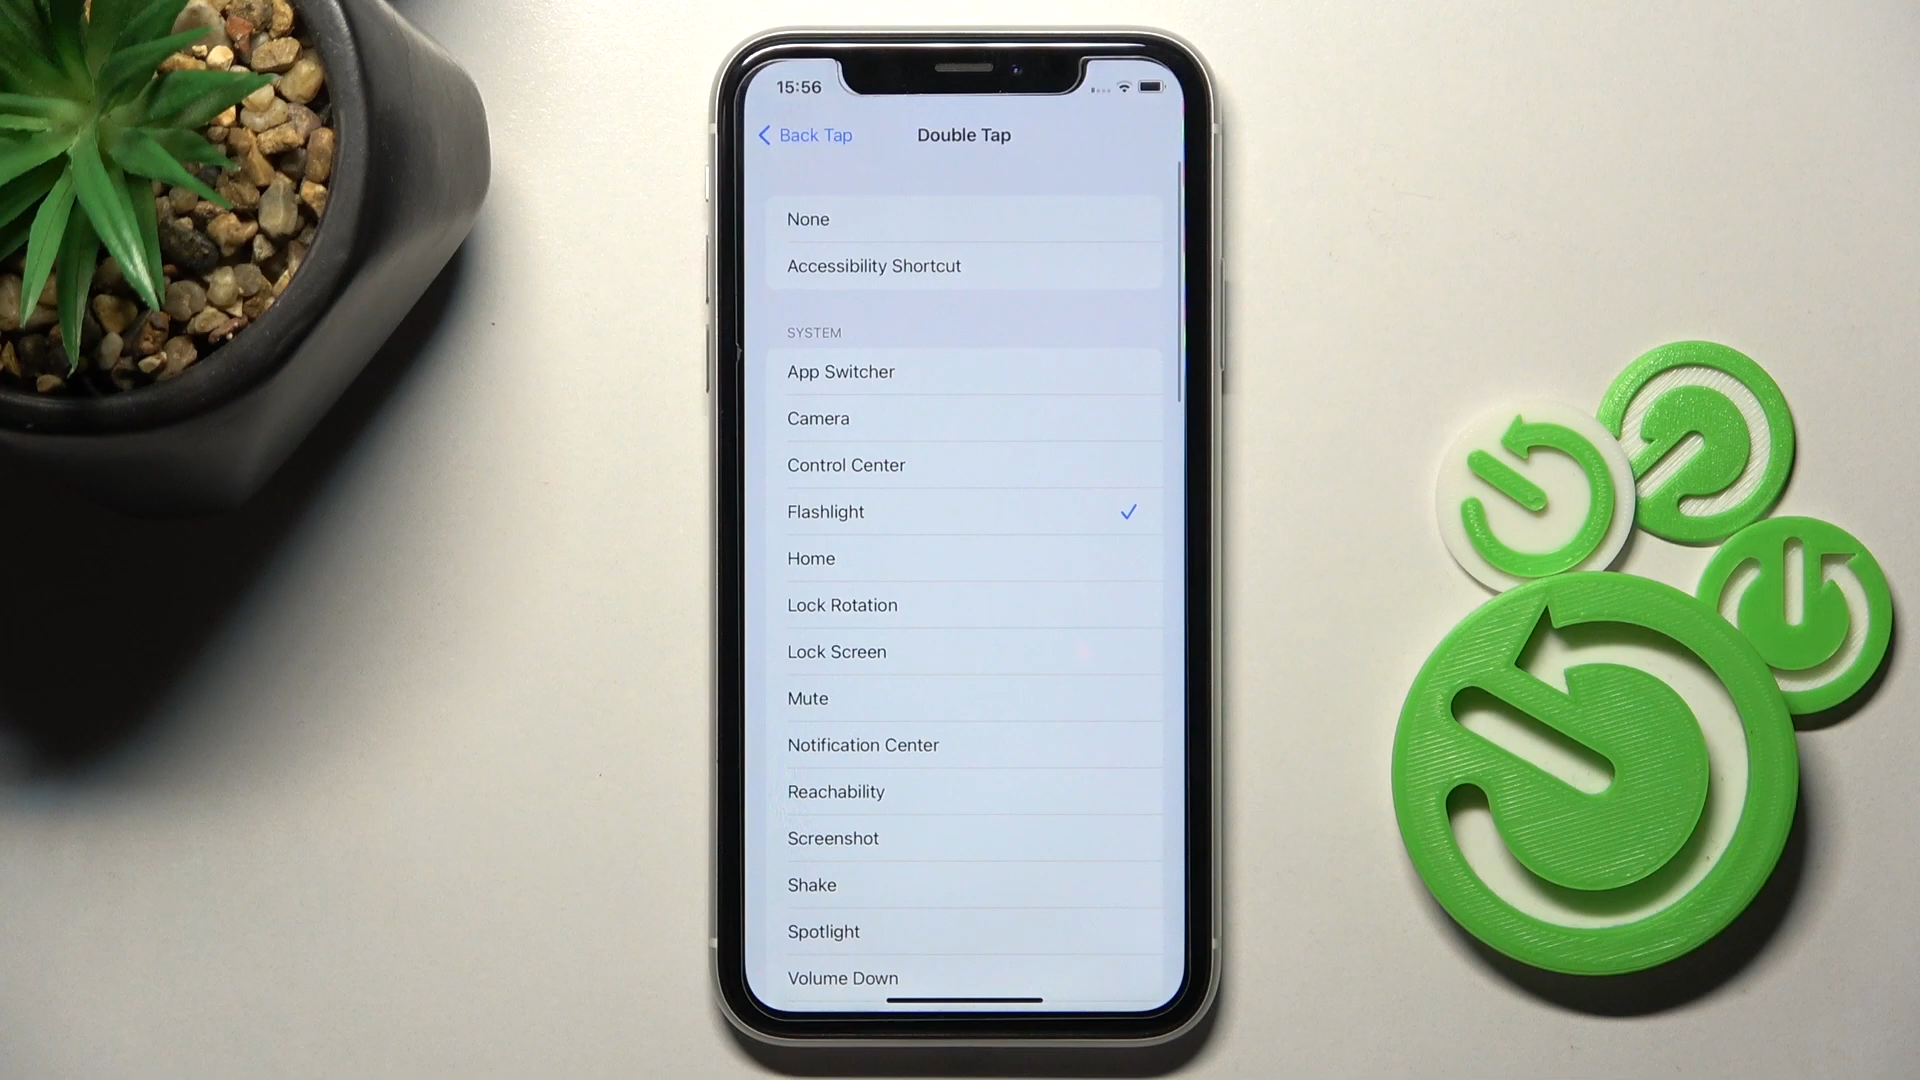 15:56
Back Tap
Double Tap
None
Accessibility Shortcut
SYSTEM
App Switcher
Camera
Control Center
Flashlight
Home
Lock Rotation
Lock Screen
Mute
Notification Center
Reachability
Screenshot
Shake
Spotlight
Volume Down